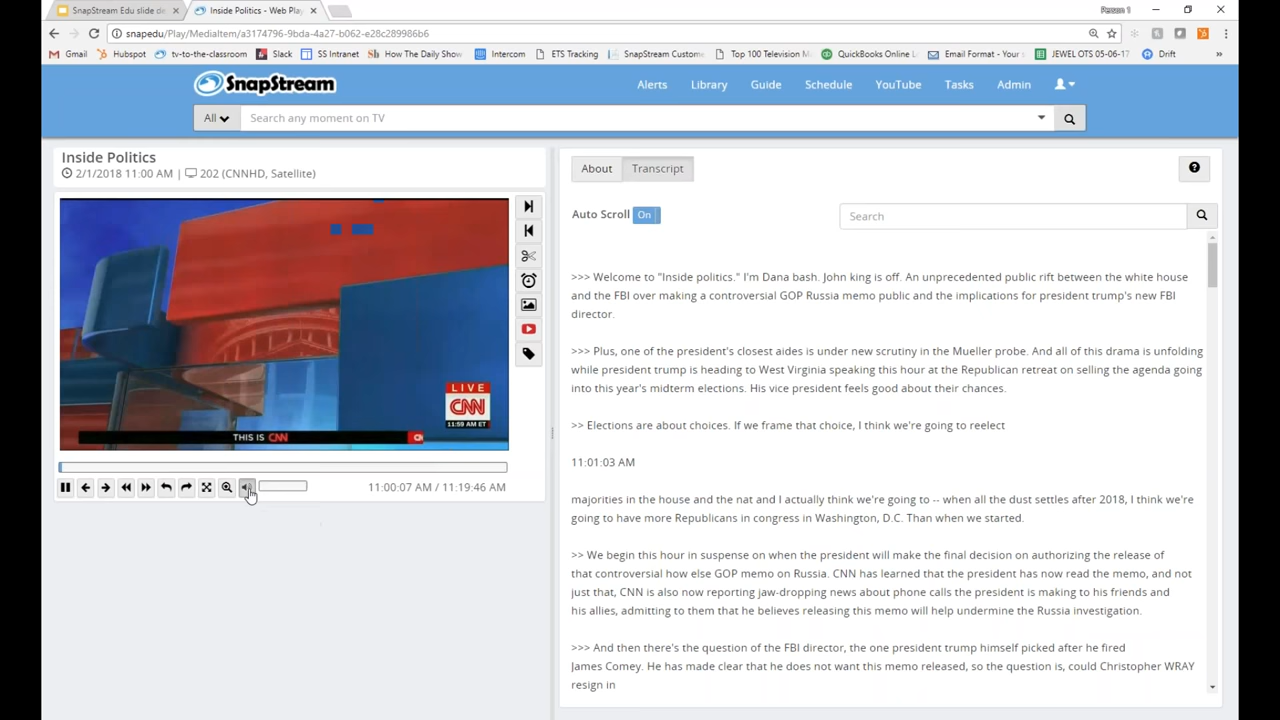 SnapStream Edu slide de
Inside Politics - Web Play
Person 1
snapedu/Play/MediaItem/a3174796-9bda-4a27-b062-e28c289986b6
Gmail Hubspot tv-to-the-classroom Slack SS Intranet How The Daily Show Intercom ETS Tracking SnapStream Custome Top 100 Television M QuickBooks Online L Email Format - Your s JEWEL OTS 05-06-17 Drift »
SnapStream
Alerts Library Guide Schedule YouTube Tasks Admin
All Search any moment on TV
Inside Politics
2/1/2018 11:00 AM | 202 (CNNHD, Satellite)
LIVE
CNN
11:59 AM ET
THIS IS CNN
11:00:07 AM / 11:19:46 AM
About Transcript
Auto Scroll On Search
>>> Welcome to "Inside politics." I'm Dana bash. John king is off. An unprecedented public rift between the white house
and the FBI over making a controversial GOP Russia memo public and the implications for president trump's new FBI
director.
>>> Plus, one of the president's closest aides is under new scrutiny in the Mueller probe. And all of this drama is unfolding
while president trump is heading to West Virginia speaking this hour at the Republican retreat on selling the agenda going
into this year's midterm elections. His vice president feels good about their chances.
>> Elections are about choices. If we frame that choice, I think we're going to reelect
11:01:03 AM
majorities in the house and the nat and I actually think we're going to -- when all the dust settles after 2018, I think we're
going to have more Republicans in congress in Washington, D.C. Than when we started.
>> We begin this hour in suspense on when the president will make the final decision on authorizing the release of
that controversial how else GOP memo on Russia. CNN has learned that the president has now read the memo, and not
just that, CNN is also now reporting jaw-dropping news about phone calls the president is making to his friends and
his allies, admitting to them that he believes releasing this memo will help undermine the Russia investigation.
>>> And then there's the question of the FBI director, the one president trump himself picked after he fired
James Comey. He has made clear that he does not want this memo released, so the question is, could Christopher WRAY
resign in